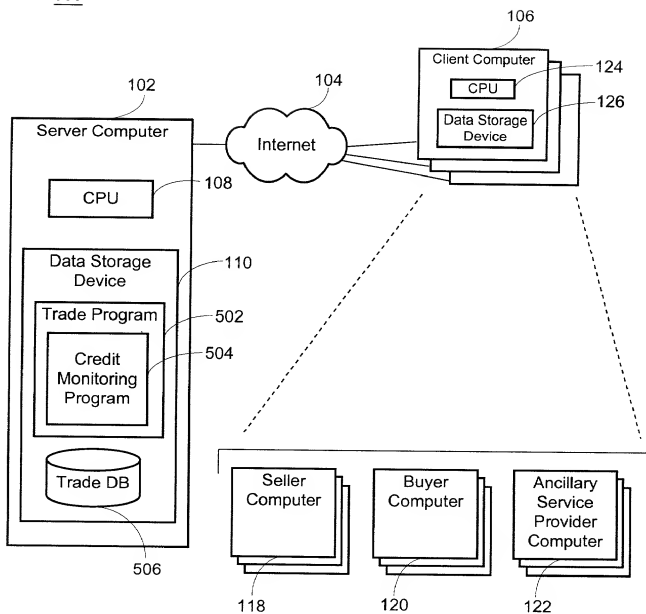 106
Client Computer
CPU
124
Data Storage
Device
126
102
Server Computer
CPU
108
104
Internet
Data Storage
Device
110
Trade Program
502
Credit
Monitoring
Program
504
Trade DB
506
Seller
Computer
118
Buyer
Computer
120
Ancillary
Service
Provider
Computer
122